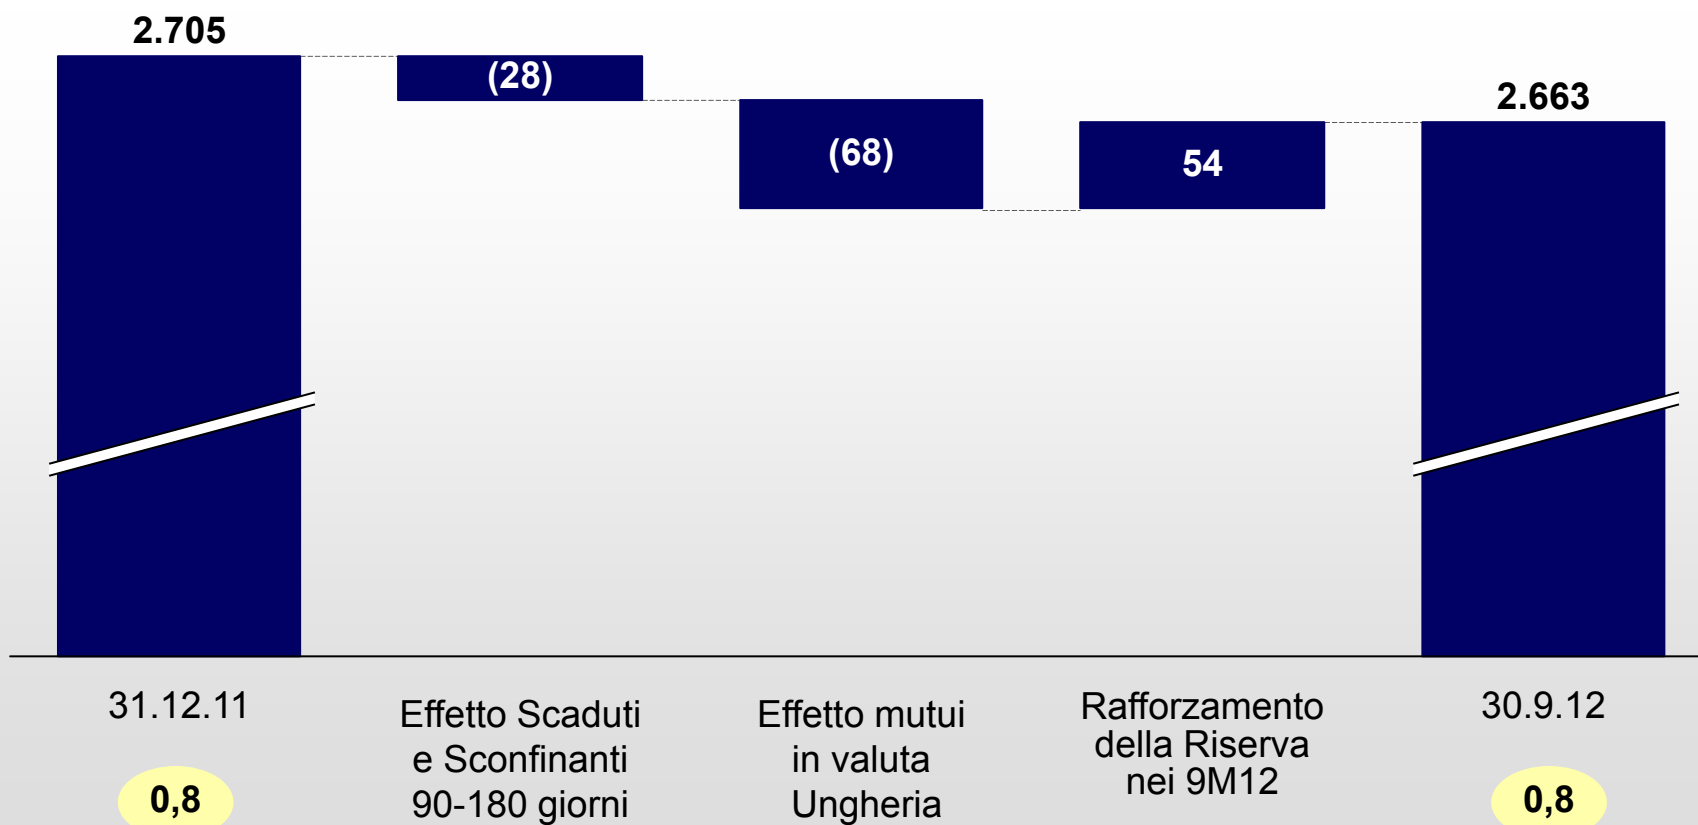 2.705
(28)
(68)
54
2.663
31.12.11
0,8
Effetto Scaduti
e Sconfinanti
90-180 giorni
Effetto mutui
in valuta
Ungheria
Rafforzamento
della Riserva
nei 9M12
30.9.12
0,8